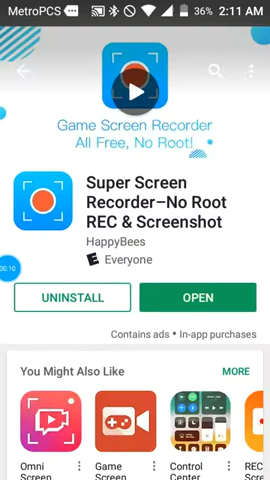 MetroPCS 36% 2:11 AM
Game Screen Recorder
All Free, No Root!
Super Screen
Recorder–No Root
REC & Screenshot
HappyBees
E Everyone
00:10
UNINSTALL OPEN
Contains ads • In-app purchases
You Might Also Like MORE
Omni
Screen
Game
Screen
Control
Center
REC
Scree